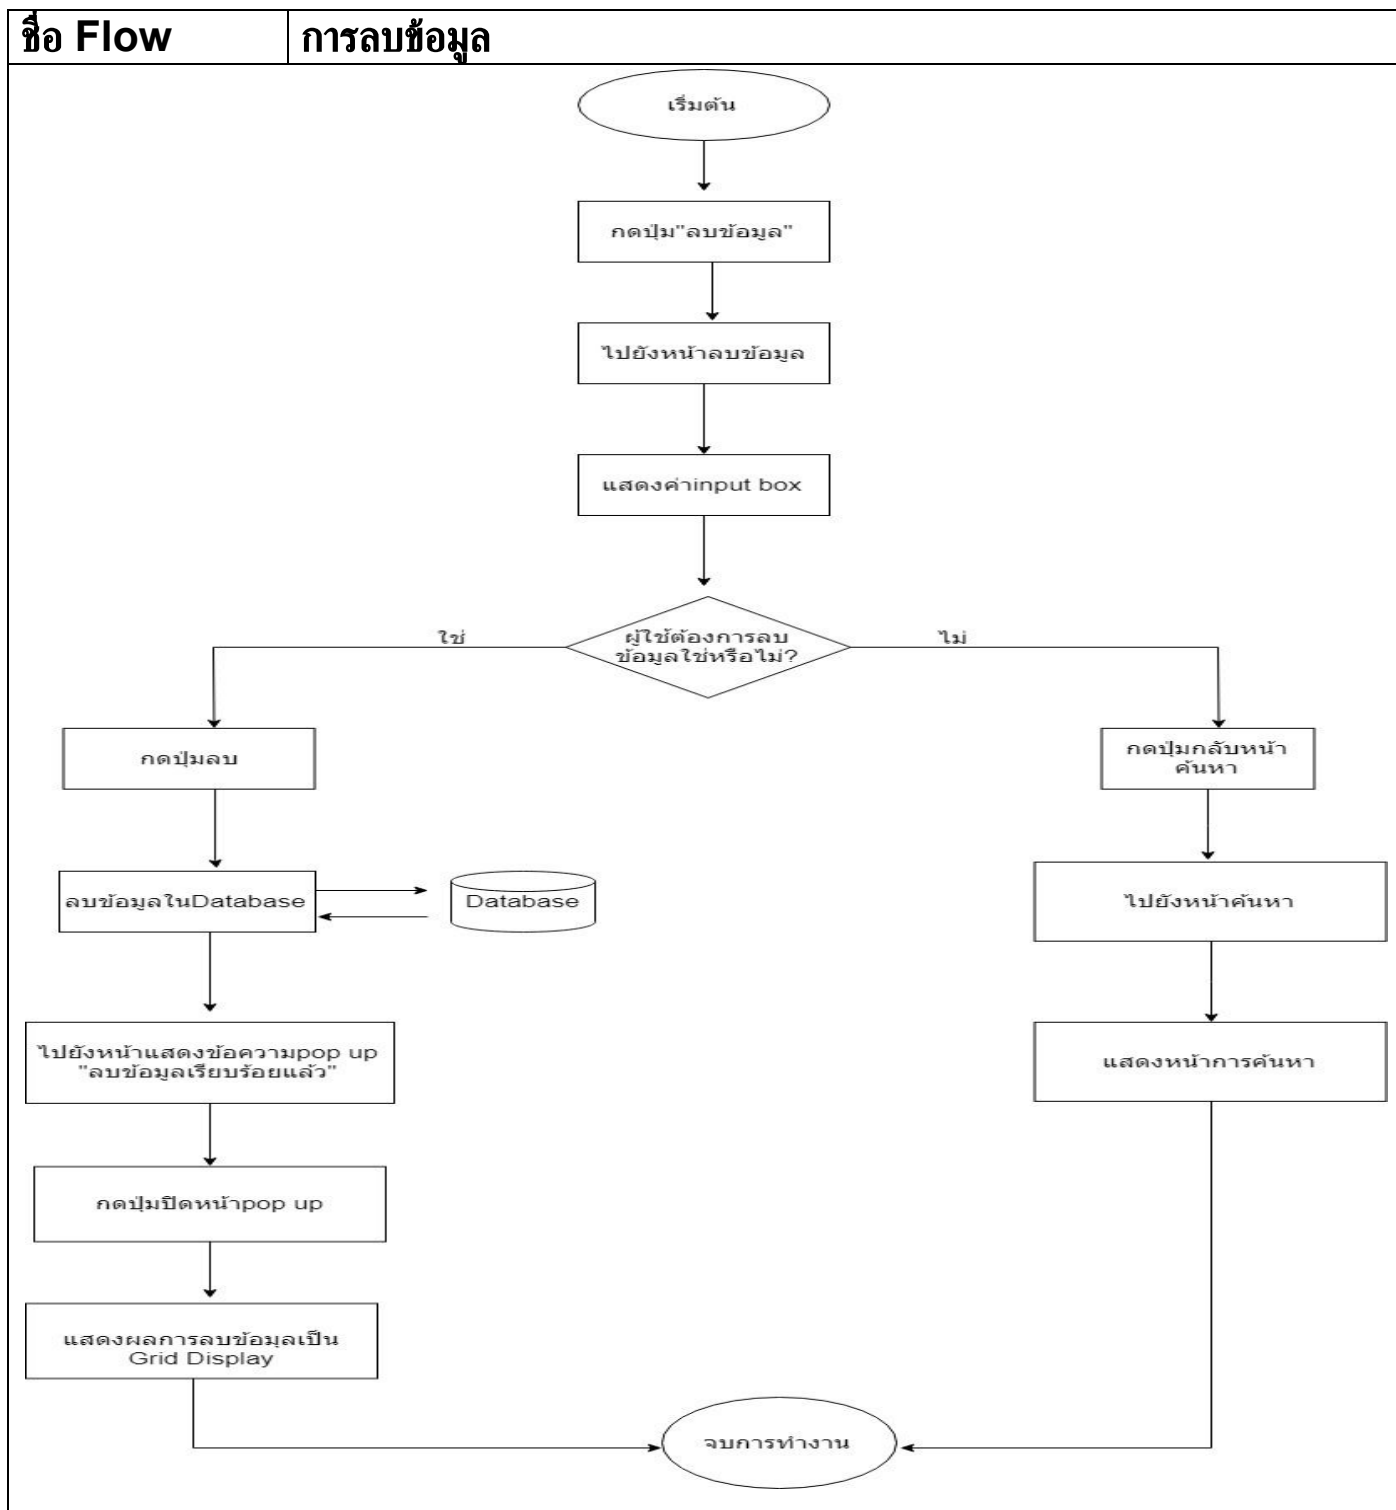 ชื่อ Flow
การลบข้อมูล
เริ่มต้น
กดปุ่ม"ลบข้อมูล"
ไปยังหน้าลบข้อมูล
แสดงค่าinput box
ผู้ใช้ต้องการลบ
ข้อมูลใช่หรือไม่?
ใช่
ไม่
กดปุ่มลบ
ลบข้อมูลในDatabase
Database
ไปยังหน้าแสดงข้อความpop up
"ลบข้อมูลเรียบร้อยแล้ว"
กดปุ่มปิดหน้าpop up
แสดงผลการลบข้อมูลเป็น
Grid Display
กดปุ่มกลับหน้า
ค้นหา
ไปยังหน้าค้นหา
แสดงหน้าการค้นหา
จบการทำงาน